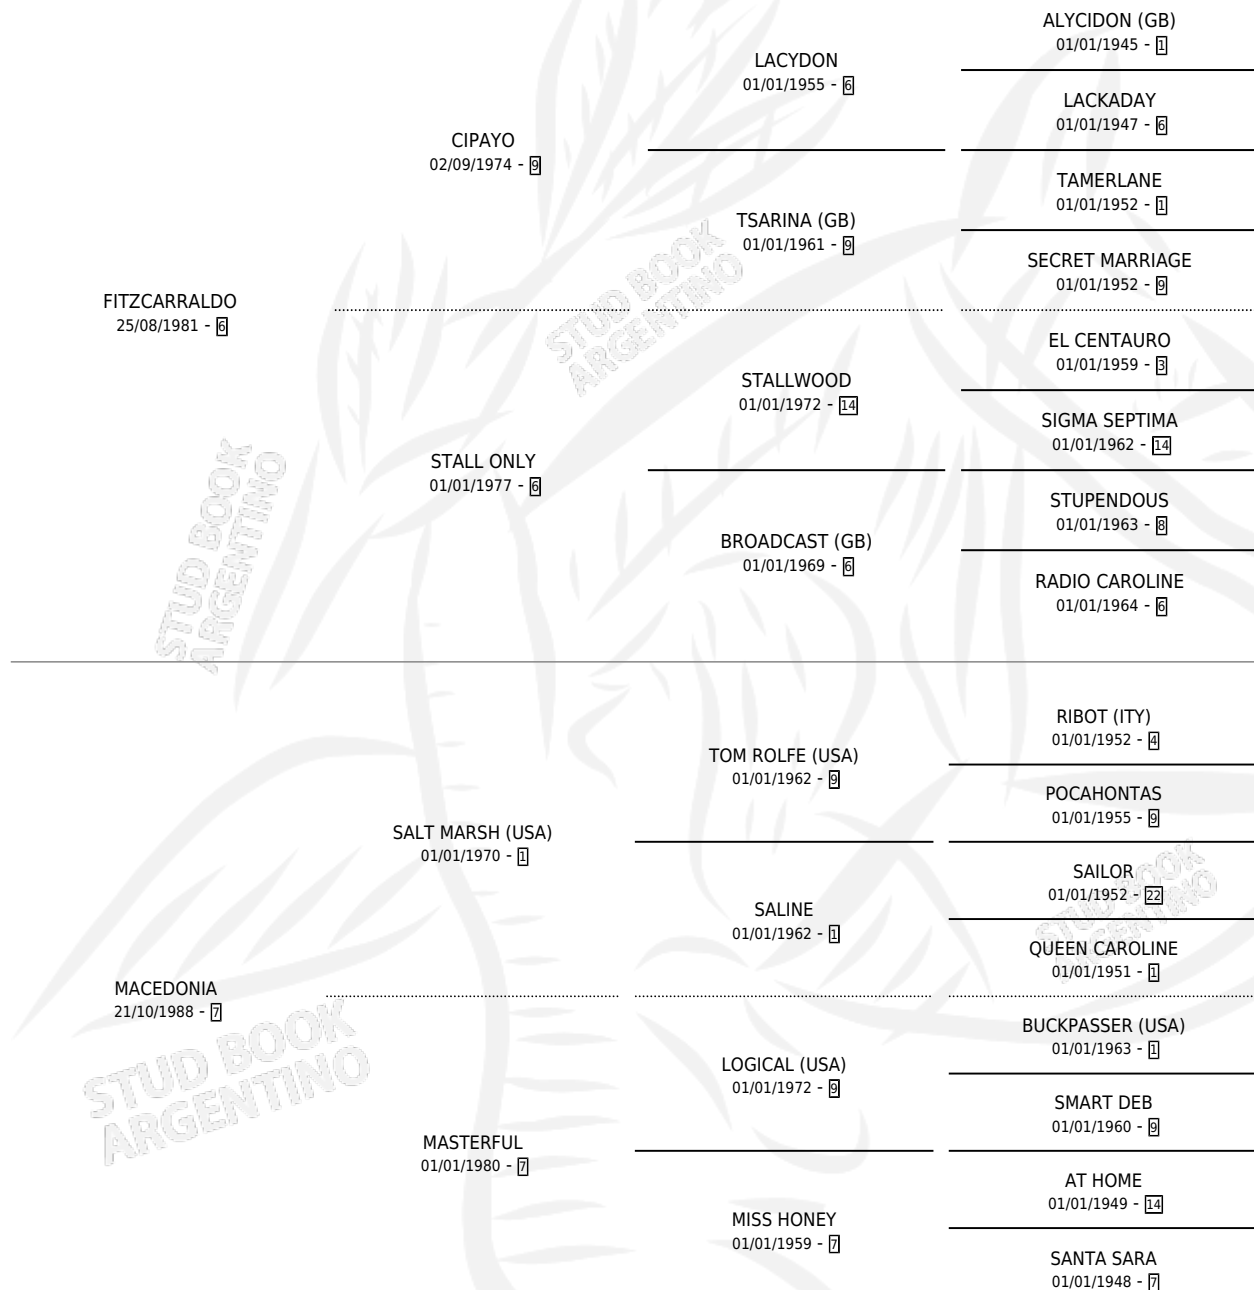 ALYCIDON (GB)
01/01/1945 - 1
LACYDON
01/01/1955 - 6
LACKADAY
01/01/1947 - 6
CIPAYO
02/09/1974 - 9
TAMERLANE
01/01/1952 - 1
TSARINA (GB)
01/01/1961 - 9
SECRET MARRIAGE
01/01/1952 - 9
FITZCARRALDO
25/08/1981 - 6
EL CENTAURO
01/01/1959 - 3
STALLWOOD
01/01/1972 - 14
SIGMA SEPTIMA
01/01/1962 - 14
STALL ONLY
01/01/1977 - 6
STUPENDOUS
01/01/1963 - 8
BROADCAST (GB)
01/01/1969 - 6
RADIO CAROLINE
01/01/1964 - 6
RIBOT (ITY)
01/01/1952 - 4
TOM ROLFE (USA)
01/01/1962 - 9
POCAHONTAS
01/01/1955 - 9
SALT MARSH (USA)
01/01/1970 - 1
SAILOR
01/01/1952 - 22
SALINE
01/01/1962 - 1
QUEEN CAROLINE
01/01/1951 - 1
MACEDONIA
21/10/1988 - 7
BUCKPASSER (USA)
01/01/1963 - 1
LOGICAL (USA)
01/01/1972 - 9
SMART DEB
01/01/1960 - 9
MASTERFUL
01/01/1980 - 7
AT HOME
01/01/1949 - 14
MISS HONEY
01/01/1959 - 7
SANTA SARA
01/01/1948 - 7
STUD BOOK
ARGENTINO
STUD BOOK
ARGENTINO
STUD BOOK
ARGENTINO
STUD BOOK
ARGENTINO